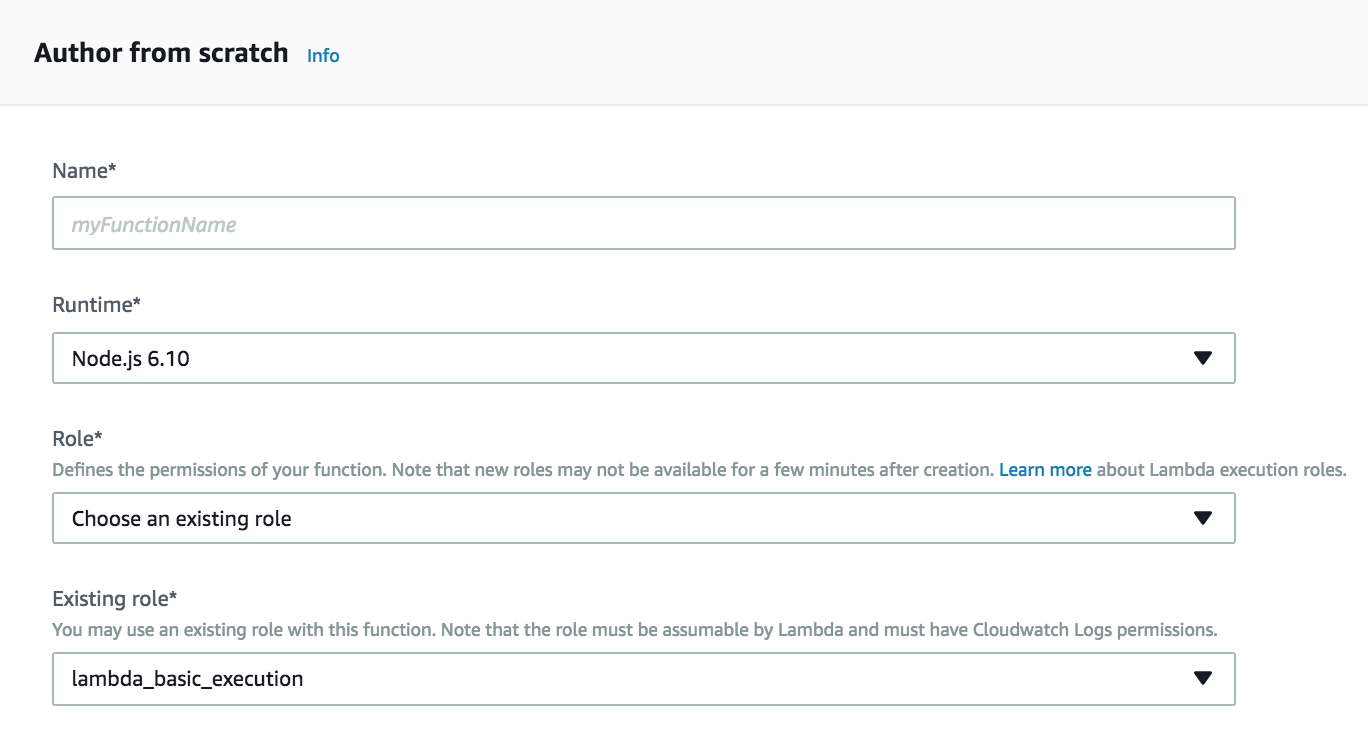 Author from scratch Info
Name*
myFunctionName
Runtime*
Node.js 6.10
Role*
Defines the permissions of your function. Note that new roles may not be available for a few minutes after creation. Learn more about Lambda execution roles.
Choose an existing role
Existing role*
You may use an existing role with this function. Note that the role must be assumable by Lambda and must have Cloudwatch Logs permissions.
lambda_basic_execution